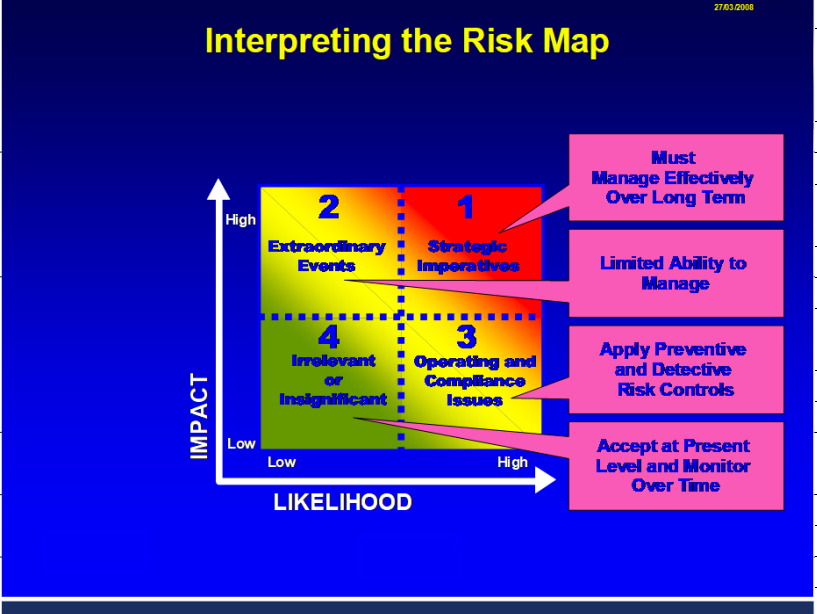 27/03/2008
Interpreting the Risk Map
Must
Manage Effectively
Over Long Term
Limited Ability to
Manage
Apply Preventive
and Detective
Risk Controls
Accept at Present
Level and Monitor
Over Time
High
2
Extraordinary
Events
1
Strategic
Imperatives
4
Irrelevant
or
Insignificant
3
Operating and
Compliance
Issues
IMPACT
Low
Low
High
LIKELIHOOD